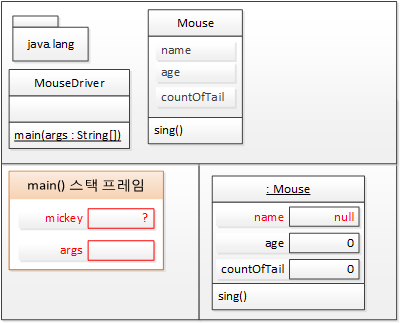 java.lang
MouseDriver
main(args : String[])
Mouse
name
age
countOfTail
sing()
main() 스택 프레임
mickey ?
args
: Mouse
name null
age 0
countOfTail 0
sing()